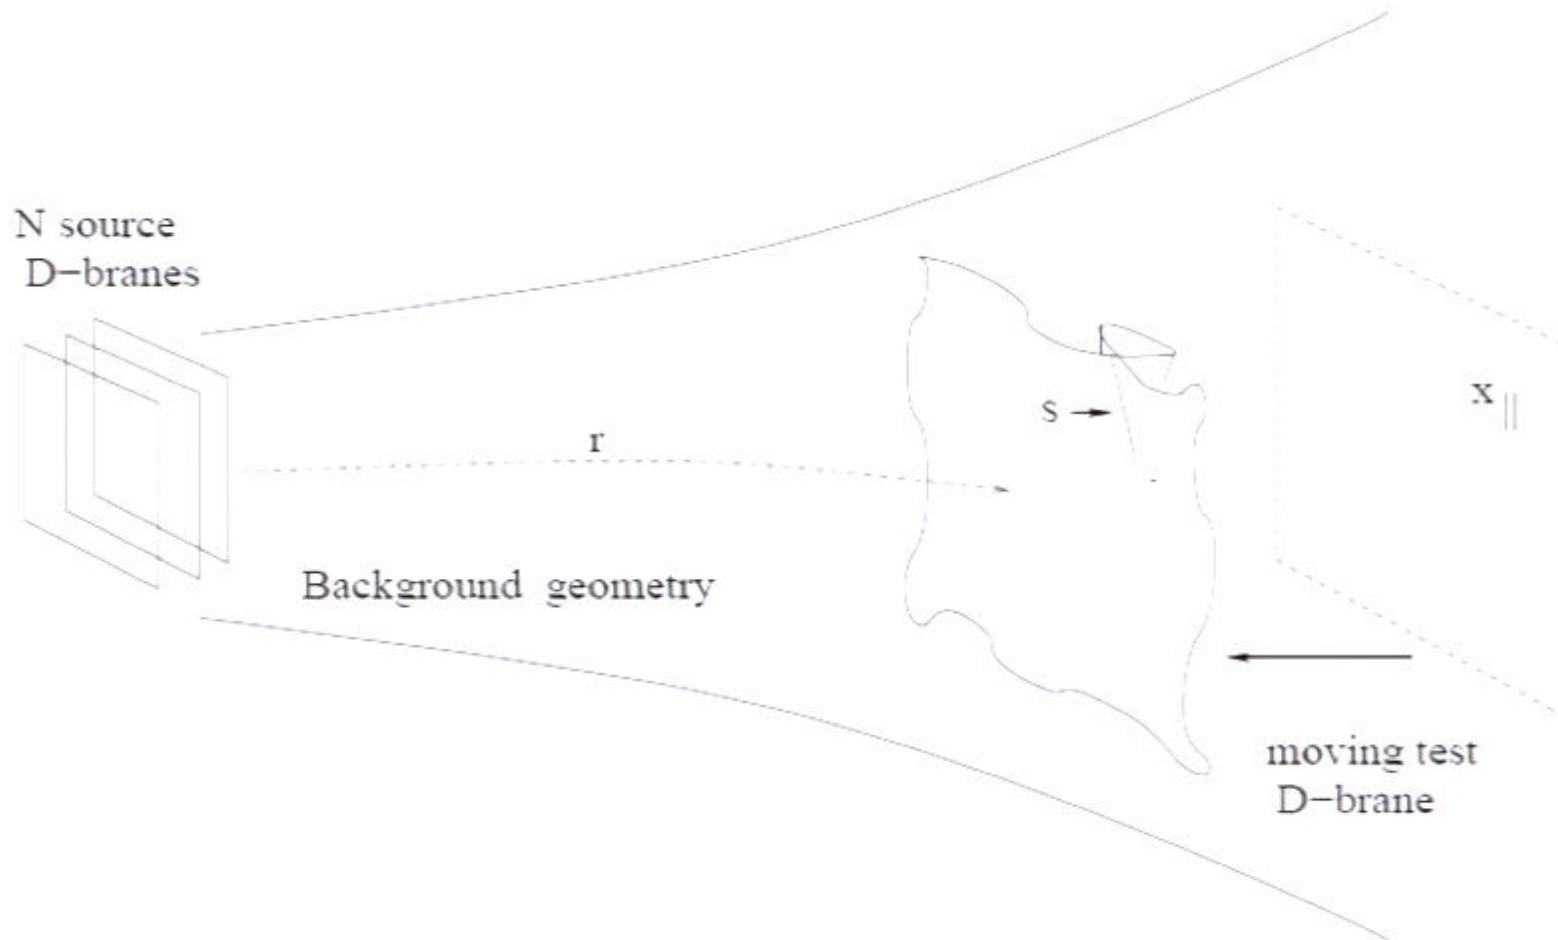 N source
D−branes
r
S
x ||
Background geometry
moving test
D−brane